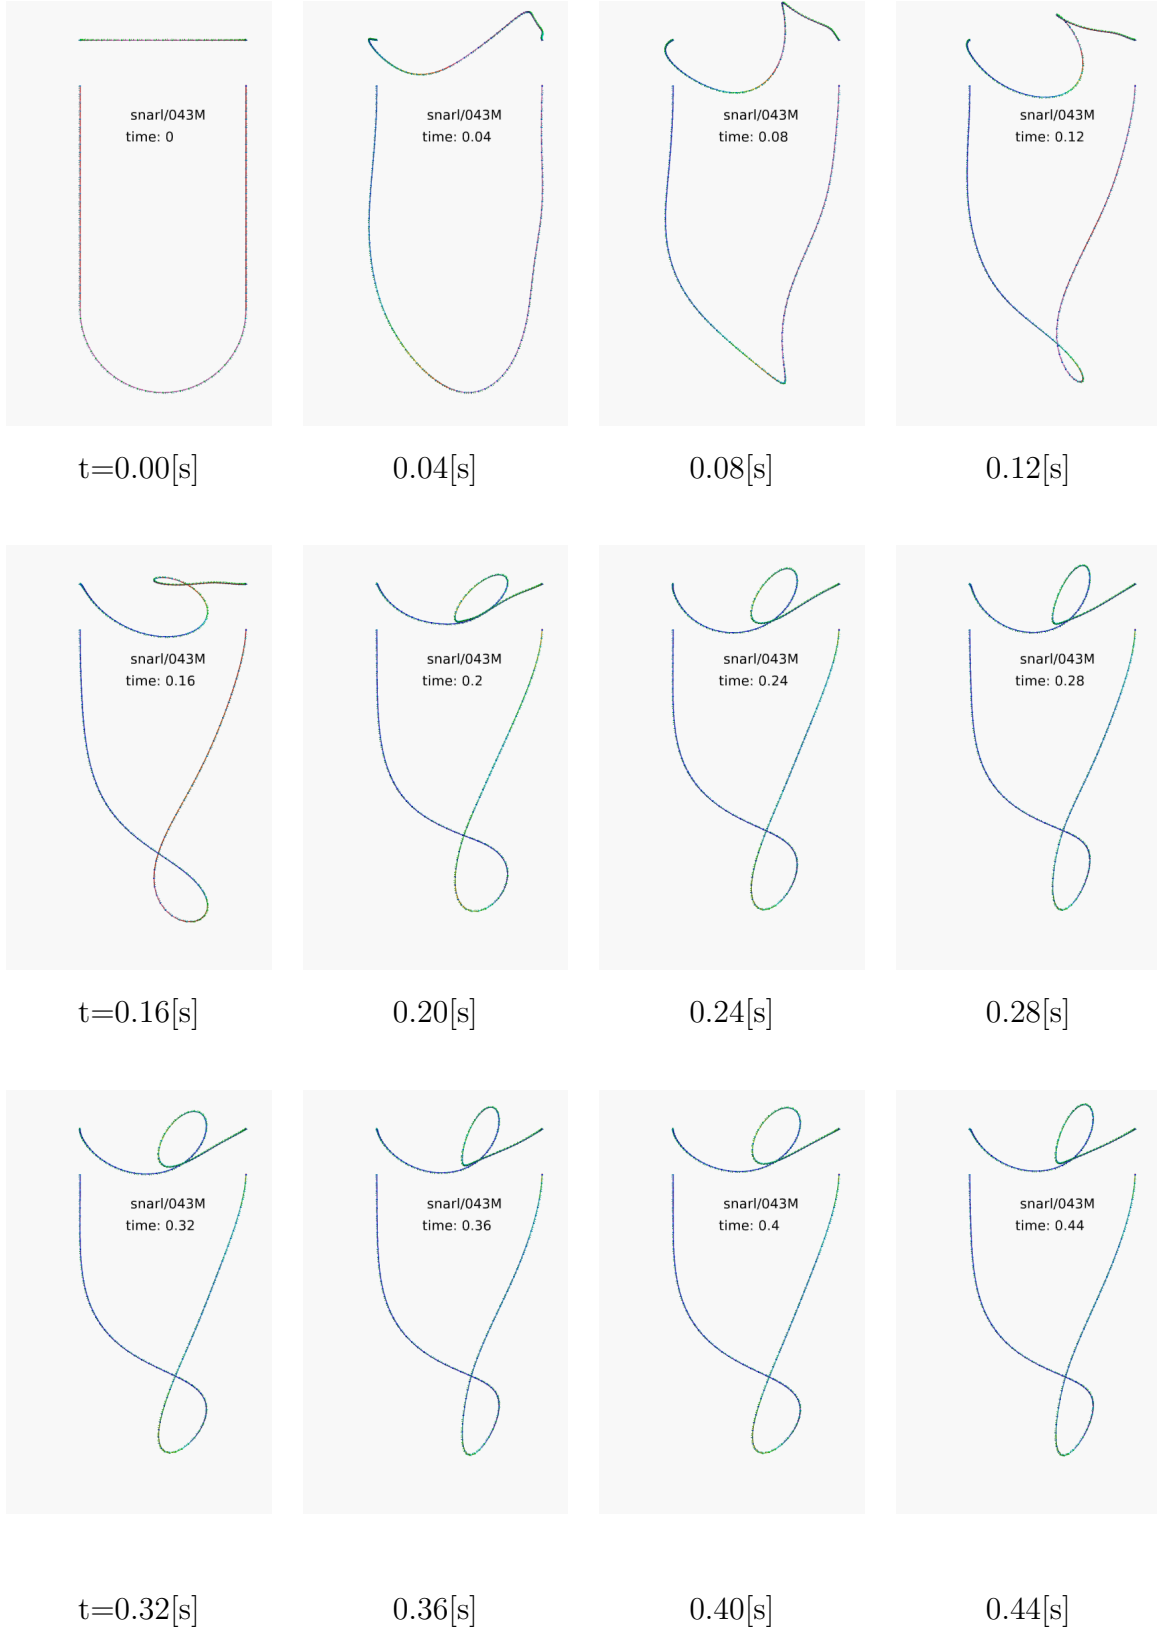 snarl/043M
time: 0
snarl/043M
time: 0.04
snarl/043M
time: 0.08
snarl/043M
time: 0.12
t=0.00[s]
0.04[s]
0.08[s]
0.12[s]
snarl/043M
time: 0.16
snarl/043M
time: 0.2
snarl/043M
time: 0.24
snarl/043M
time: 0.28
t=0.16[s]
0.20[s]
0.24[s]
0.28[s]
snarl/043M
time: 0.32
snarl/043M
time: 0.36
snarl/043M
time: 0.4
snarl/043M
time: 0.44
t=0.32[s]
0.36[s]
0.40[s]
0.44[s]